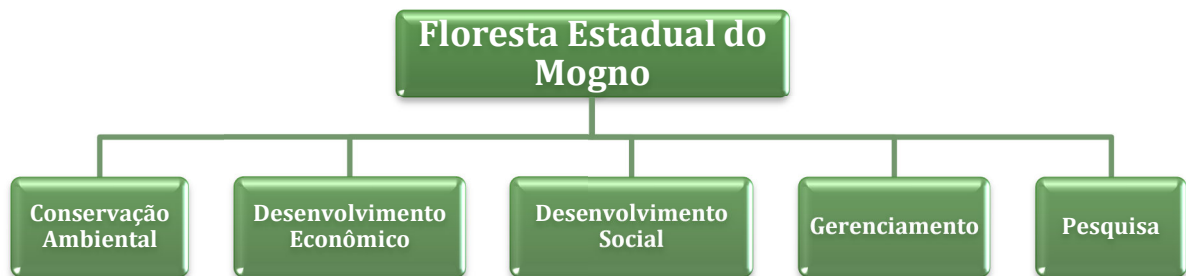 Floresta Estadual do
Mogno
Conservação
Ambiental
Desenvolvimento
Econômico
Desenvolvimento
Social
Gerenciamento
Pesquisa